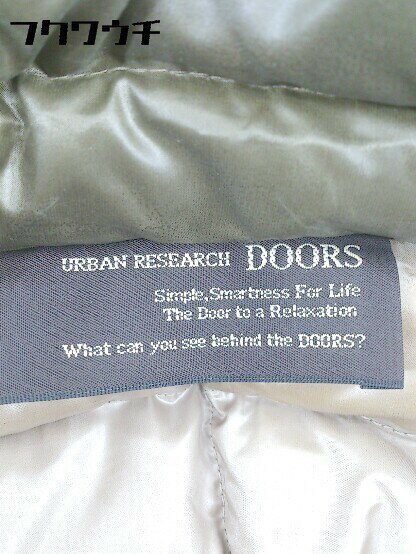 フクワウチ
URBAN RESEARCH DOORS
Simple,Smartness For Life
The Door to a Relaxation
What can you see behind the DOORS?